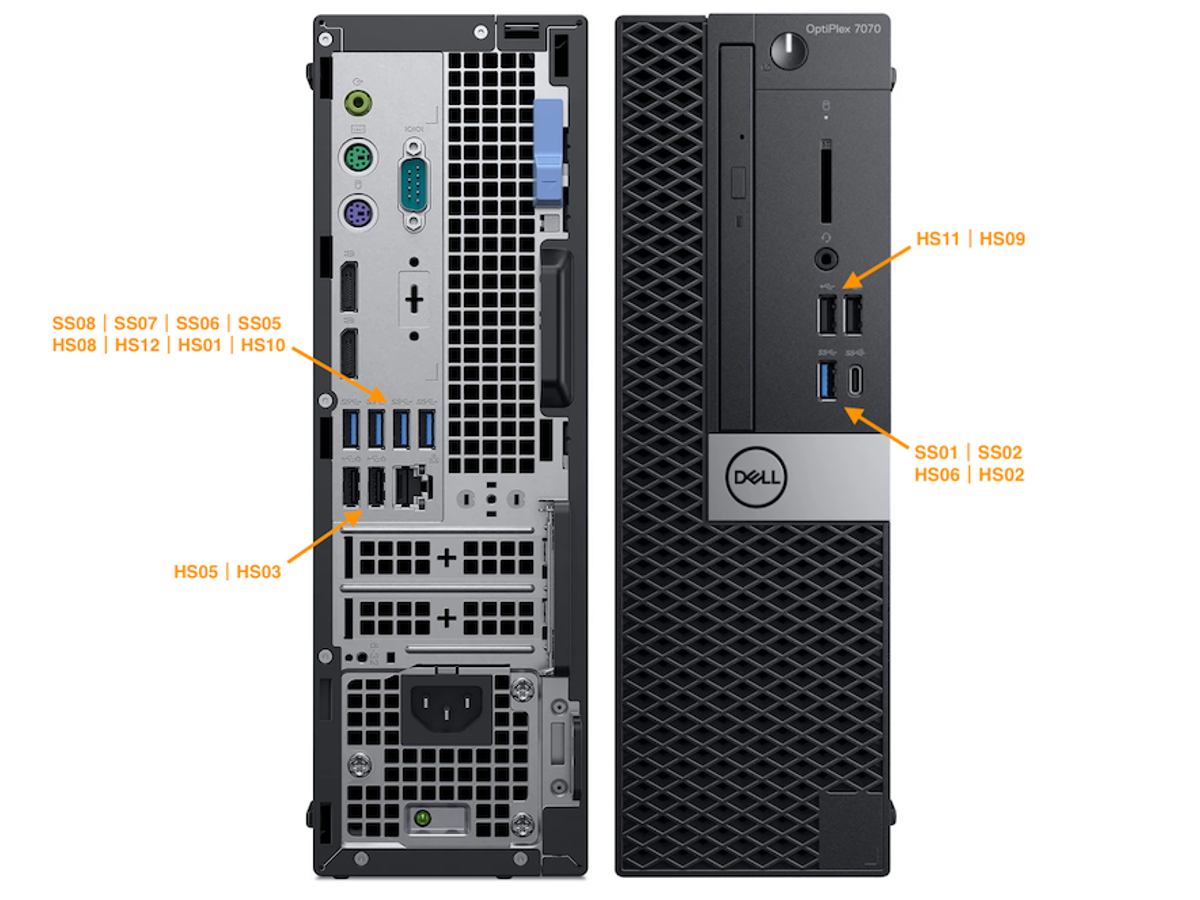 OptiPlex 7070
HS11 | HS09
SS08 | SS07 | SS06 | SS05
HS08 | HS12 | HS01 | HS10
SS01 | SS02
HS06 | HS02
DELL
HS05 | HS03